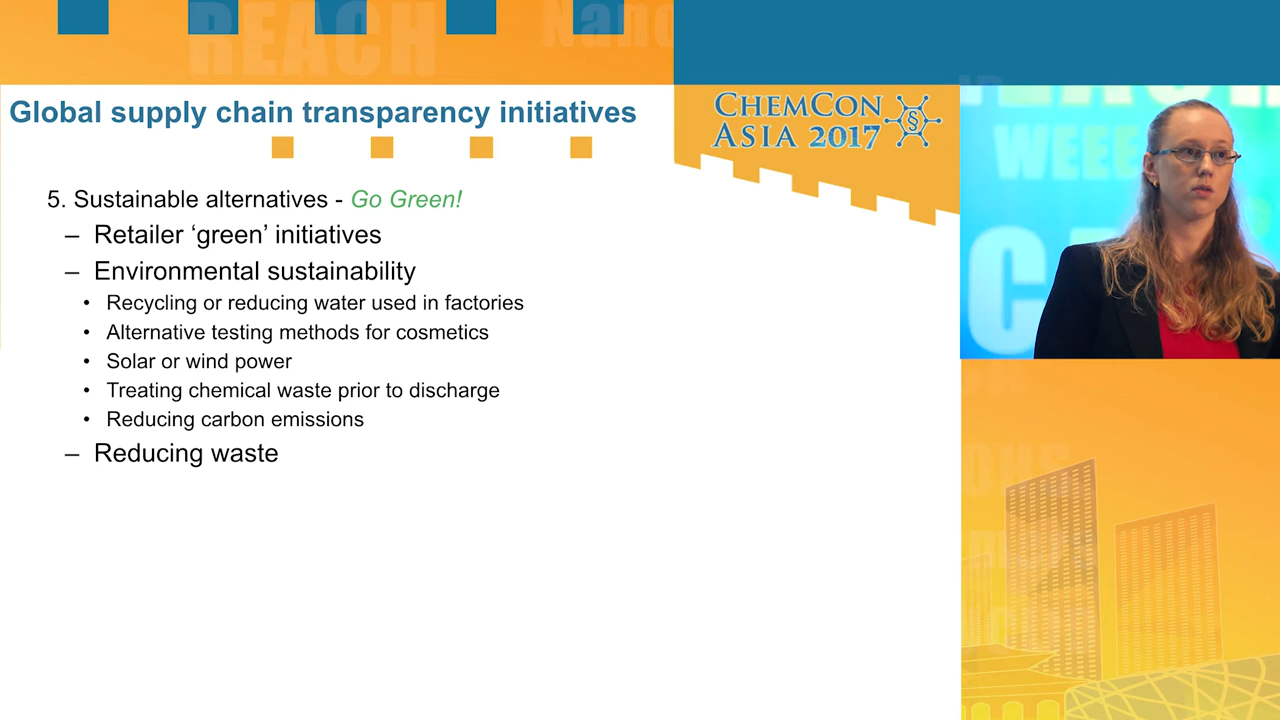 REACH
Nano
Global supply chain transparency initiatives
CHEMCON
ASIA 2017
§
5. Sustainable alternatives - Go Green!
– Retailer ‘green’ initiatives
– Environmental sustainability
• Recycling or reducing water used in factories
• Alternative testing methods for cosmetics
• Solar or wind power
• Treating chemical waste prior to discharge
• Reducing carbon emissions
– Reducing waste
WEEE